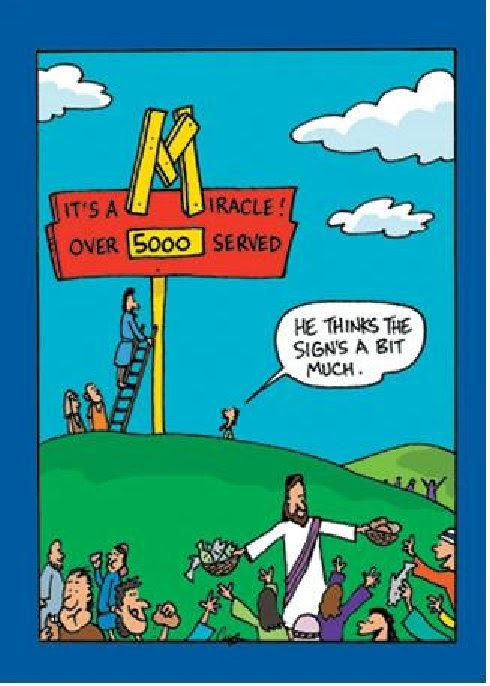 IT'S A MIRACLE!
OVER 5000 SERVED
HE THINKS THE
SIGN'S A BIT
MUCH.